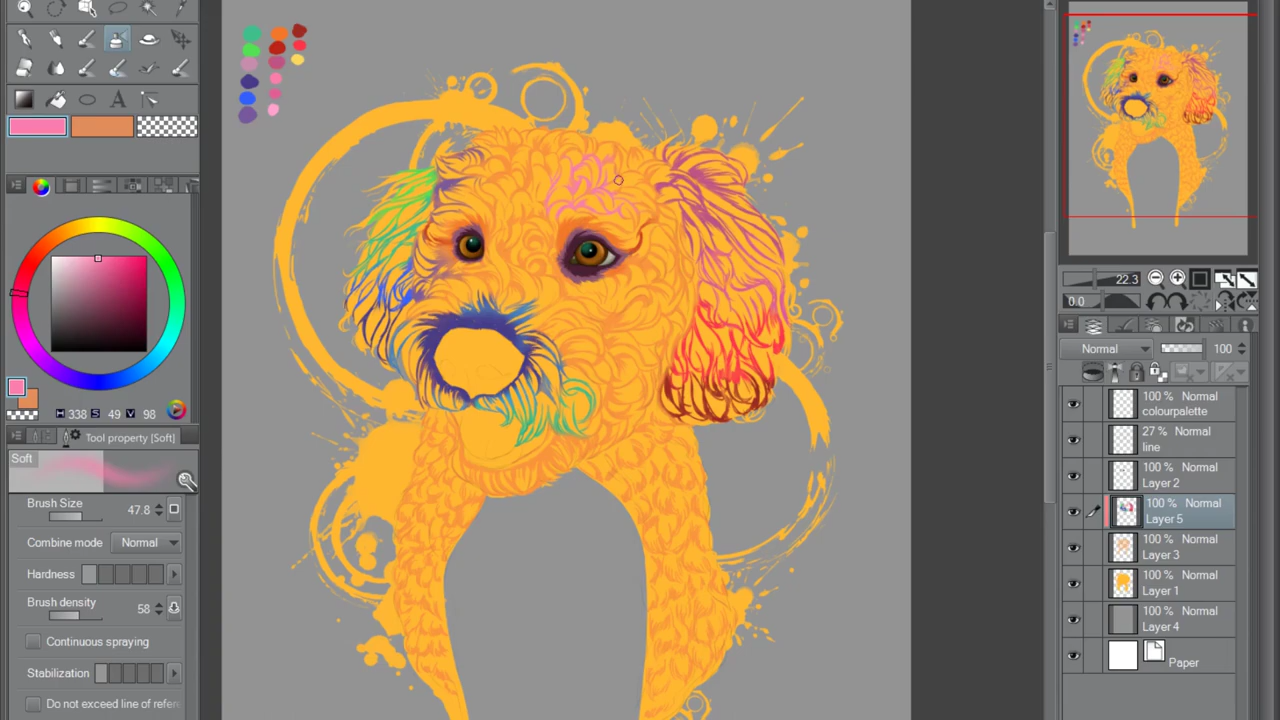 H 338 S 49 V 98
Tool property [Soft]
Soft
Brush Size
47.8
Combine mode
Normal
Hardness
Brush density
58
Continuous spraying
Stabilization
Do not exceed line of refere
22.3
0.0
Normal
100
100 % Normal
colourpalette
27 % Normal
line
100 % Normal
Layer 2
100 % Normal
Layer 5
100 % Normal
Layer 3
100 % Normal
Layer 1
100 % Normal
Layer 4
Paper